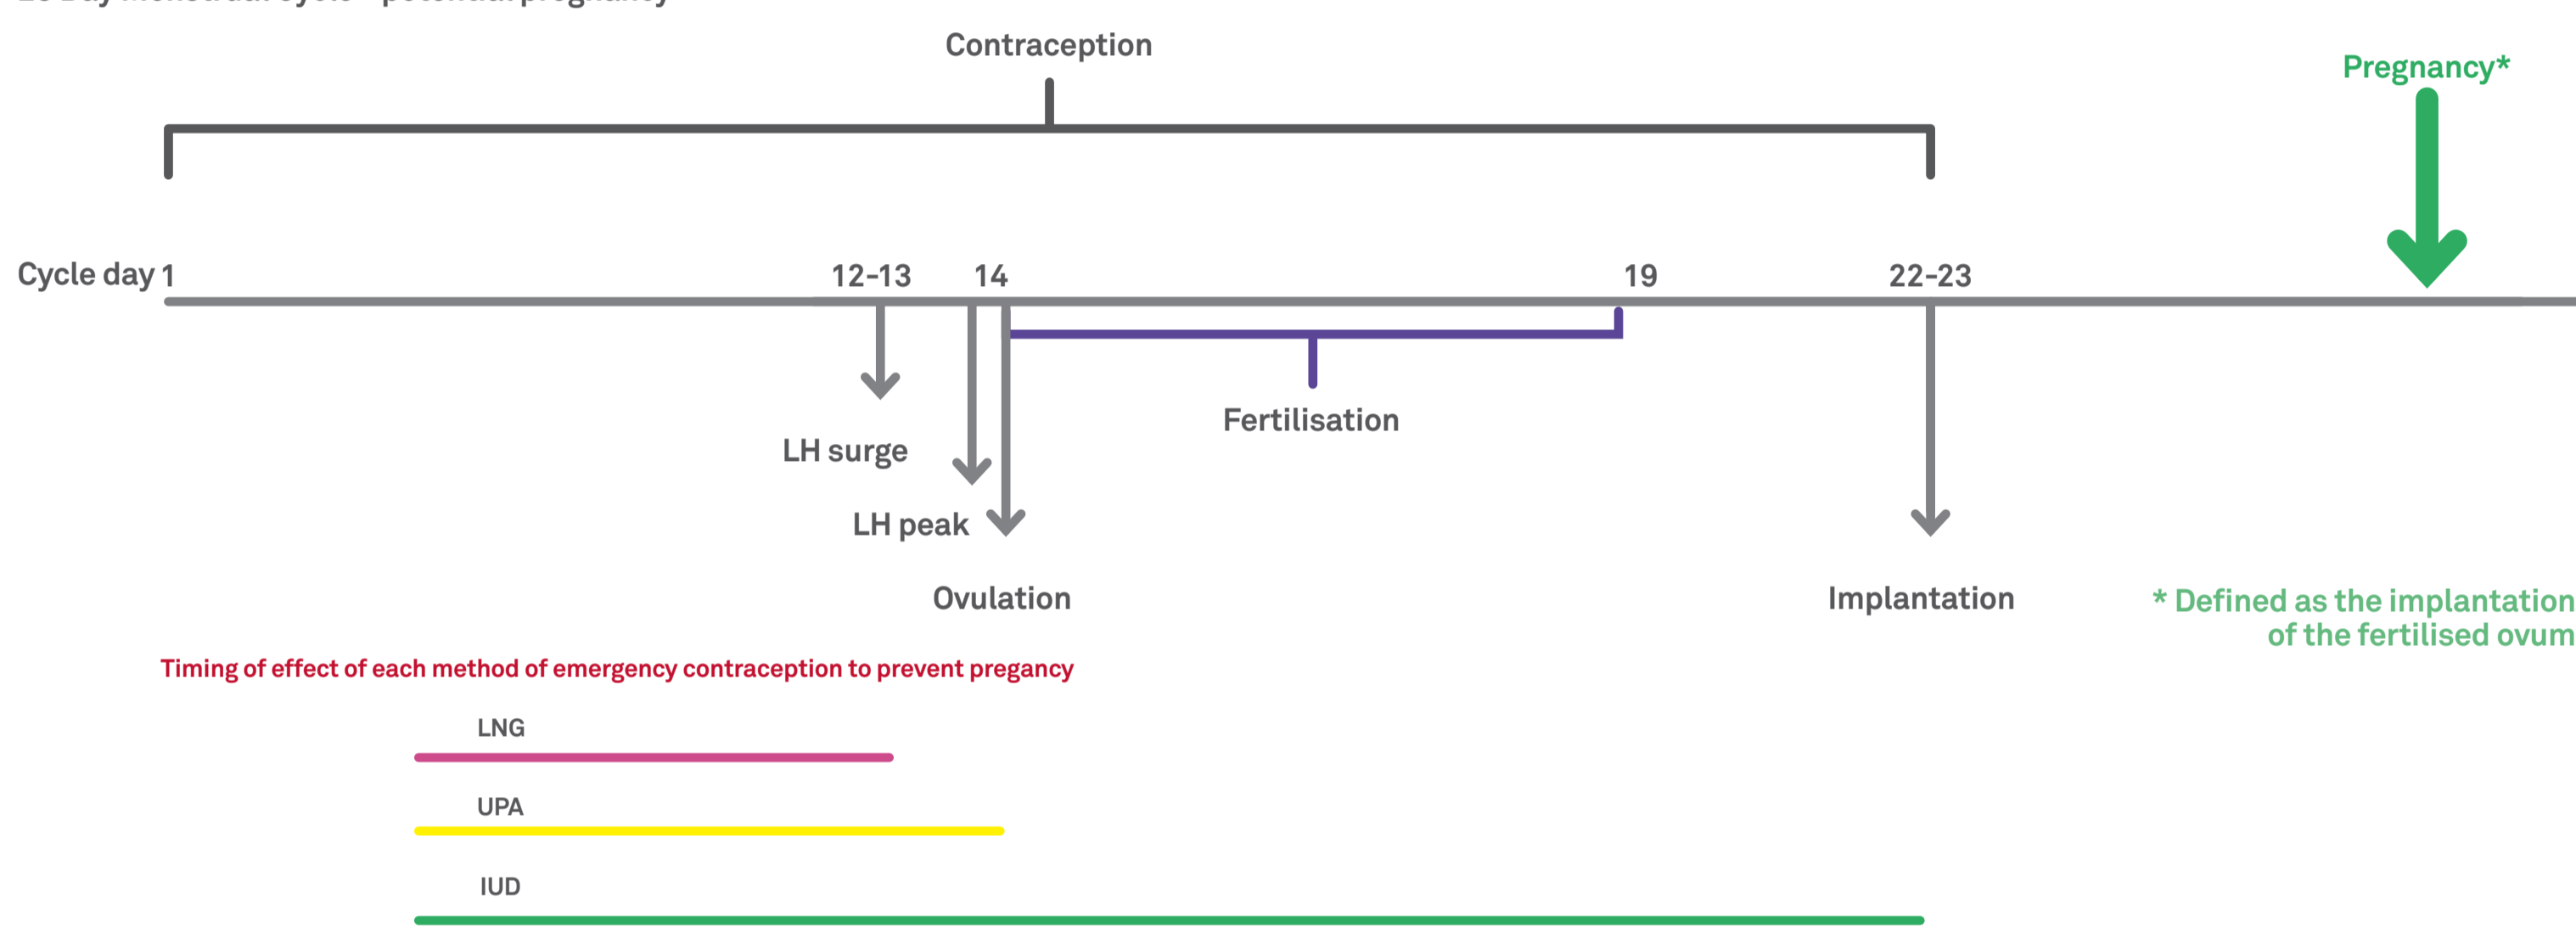 Contraception
Pregnancy*
Cycle day 1
12-13
14
19
22-23
Fertilisation
LH surge
LH peak
Ovulation
Implantation
* Defined as the implantation
of the fertilised ovum
Timing of effect of each method of emergency contraception to prevent pregancy
LNG
UPA
IUD